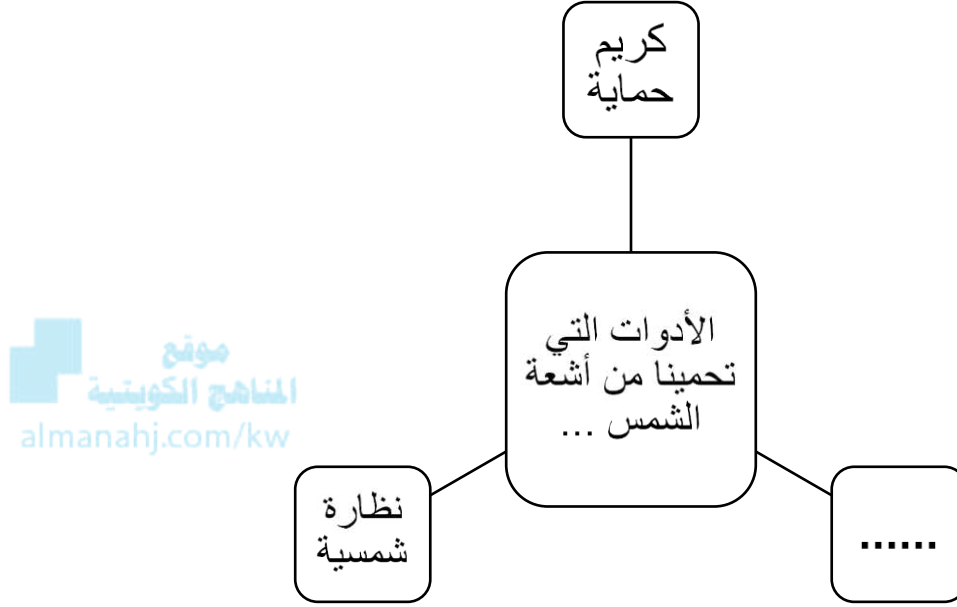 كريم
حماية
الأدوات التي
تحمينا من أشعة
الشمس ...
موقع
المناهج الكويتية
almanahj.com/kw
نظارة
شمسية
......